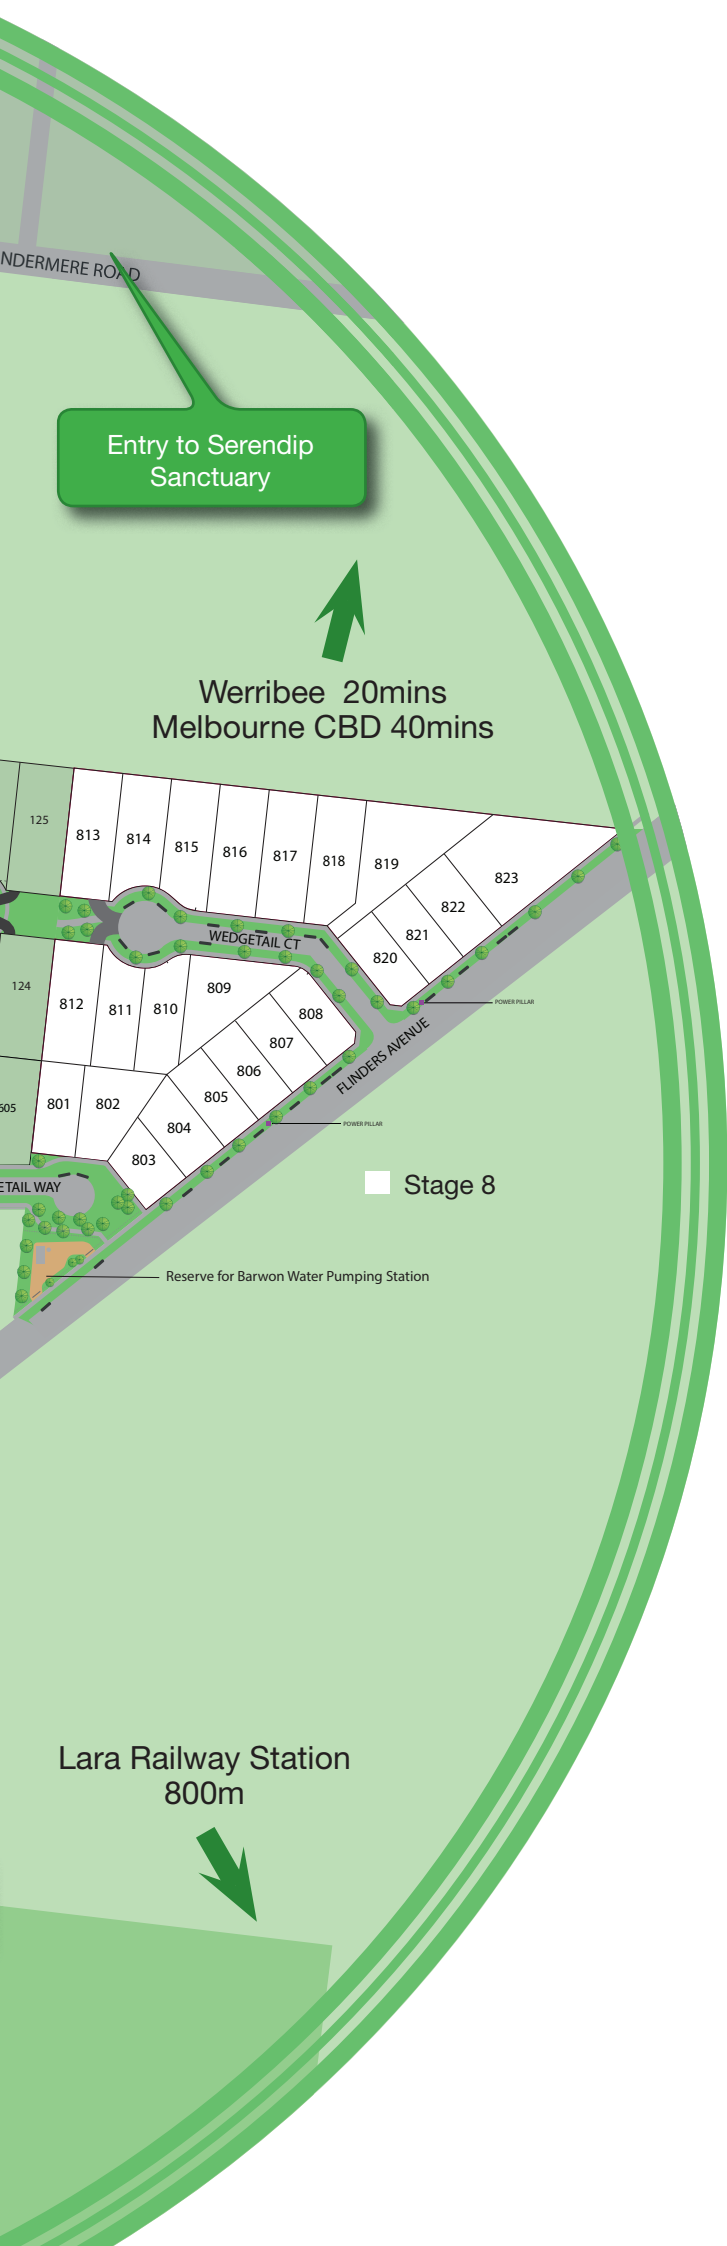 NDERMERE ROAD
Entry to Serendip
Sanctuary
Werribee 20mins
Melbourne CBD 40mins
125
813
814
815
816
817
818
819
823
822
821
820
WEDGETAIL CT
124
812
811
810
809
808
807
806
805
804
803
POWER PILLAR
FLINDERS AVENUE
605
801
802
POWER PILLAR
ETAIL WAY
Stage 8
Reserve for Barwon Water Pumping Station
Lara Railway Station
800m